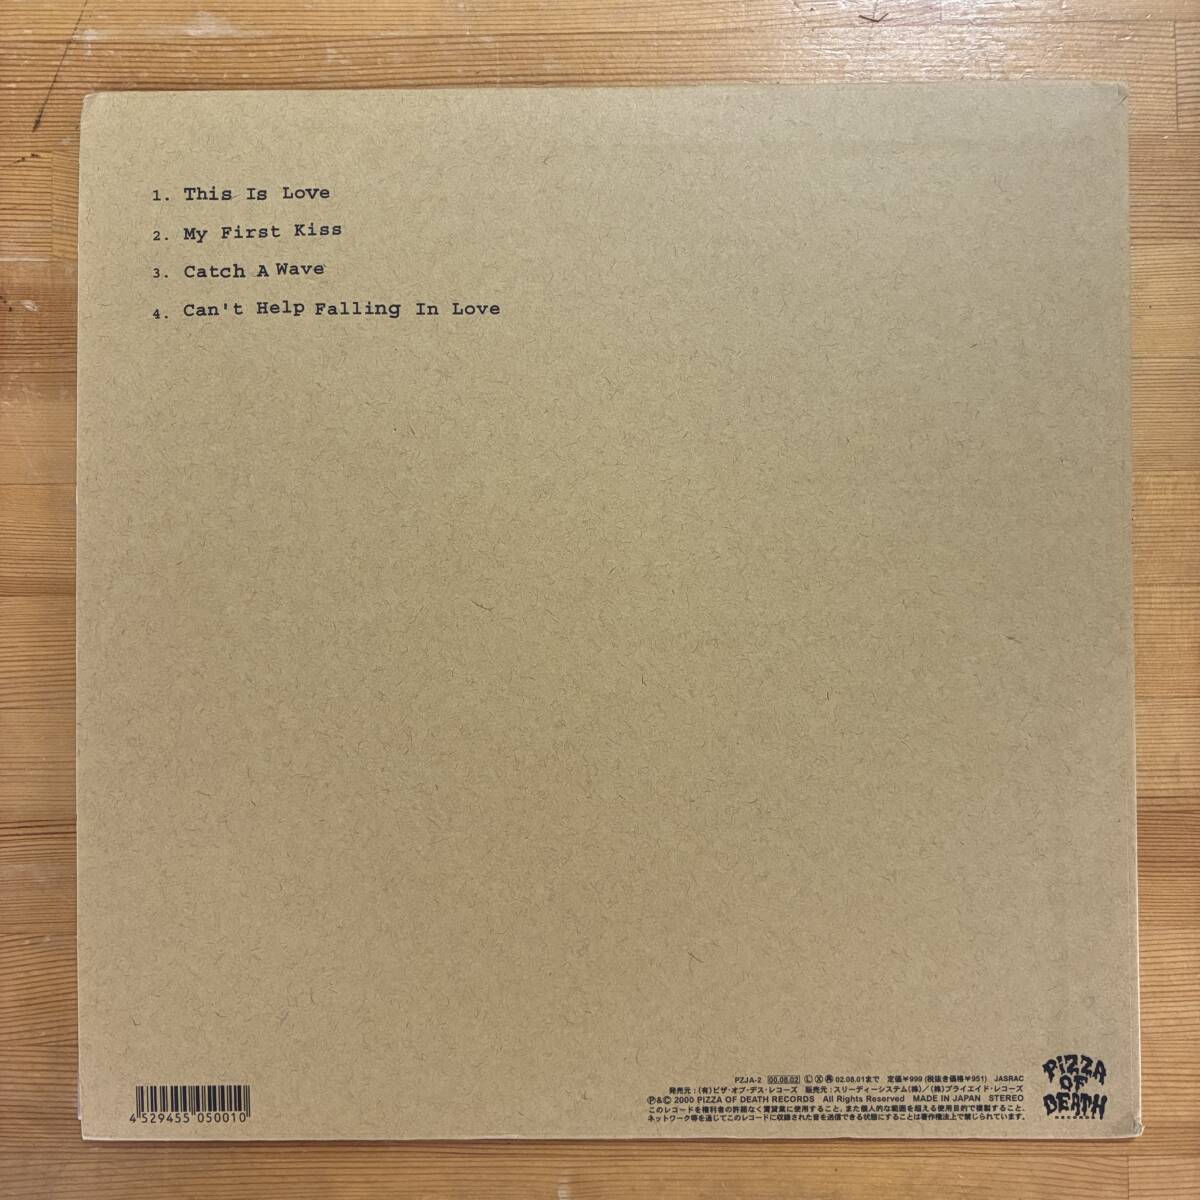 1. This Is Love
2. My First Kiss
3. Catch A Wave
4. Can't Help Falling In Love
4 529455 050010
PZJA-2 00.08.02 Ⓛ Ⓧ 02.08.01まで 定価¥999 (税抜き価格¥951) JASRAC
発売元：(有)ピザ・オブ・デス・レコーズ 販売元：スリーディーシステム(株)／(株)プライエイド・レコーズ
Ⓟ&© 2000 PIZZA OF DEATH RECORDS All Rights Reserved MADE IN JAPAN STEREO
このレコードを権利者の許諾なく賃貸業に使用すること、また個人的な範囲を超える使用目的で複製すること、
ネットワーク等を通じてこのレコードに収録された音を送信できる状態にすることは著作権法上で禁じられています。
PIZZA
OF
DEATH
RECORDS